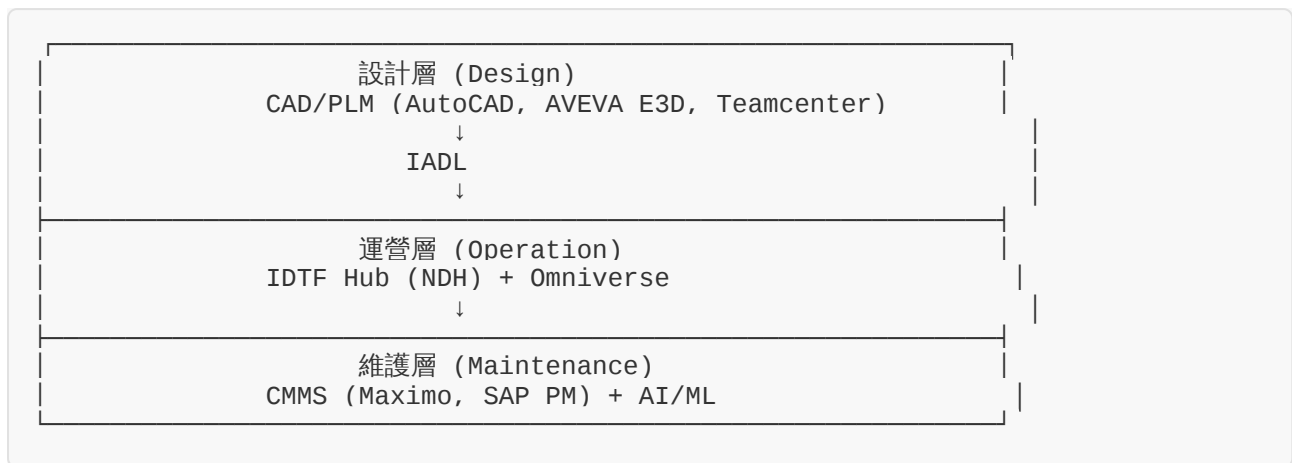 設計層 (Design)
CAD/PLM (AutoCAD, AVEVA E3D, Teamcenter)
↓
IADL
↓
運營層 (Operation)
IDTF Hub (NDH) + Omniverse
↓
維護層 (Maintenance)
CMMS (Maximo, SAP PM) + AI/ML